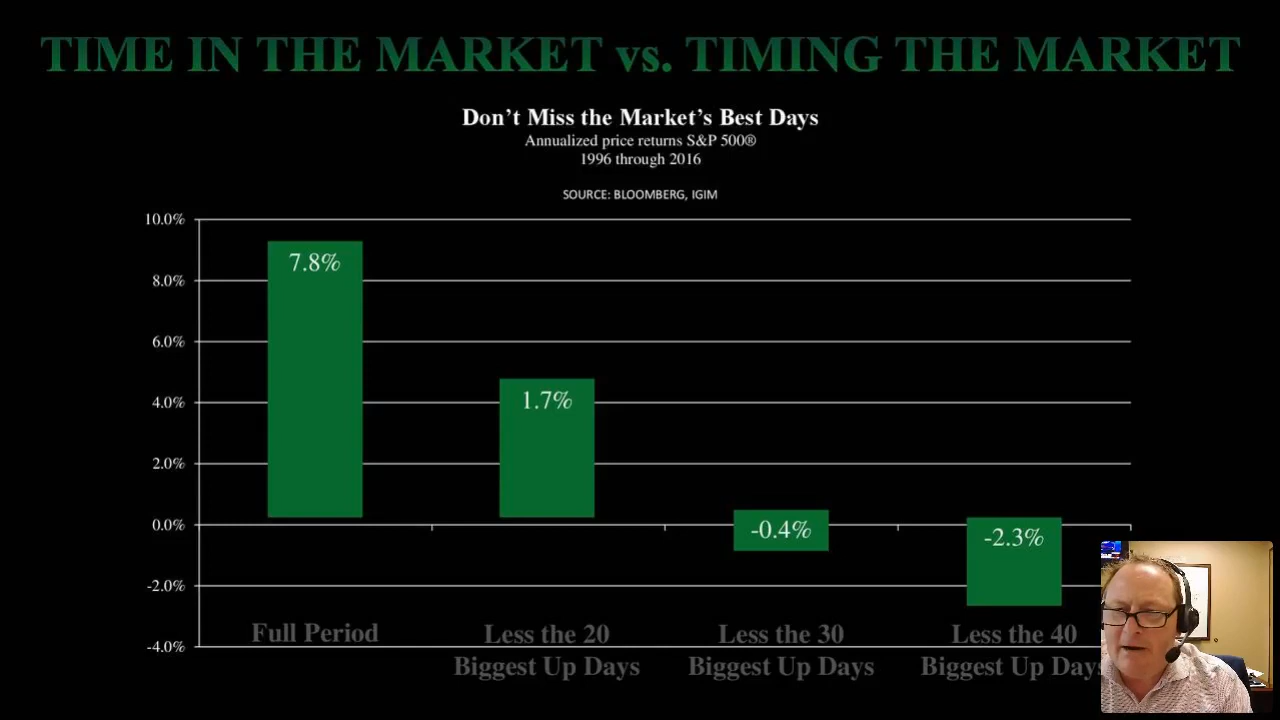 TIME IN THE MARKET vs. TIMING THE MARKET
Don't Miss the Market's Best Days
Annualized price returns S&P 500®
1996 through 2016
SOURCE: BLOOMBERG, IGIM
10.0%
8.0%
6.0%
4.0%
2.0%
0.0%
-2.0%
-4.0%
7.8%
1.7%
-0.4%
-2.3%
Full Period
Less the 20
Biggest Up Days
Less the 30
Biggest Up Days
Less the 40
Biggest Up Days